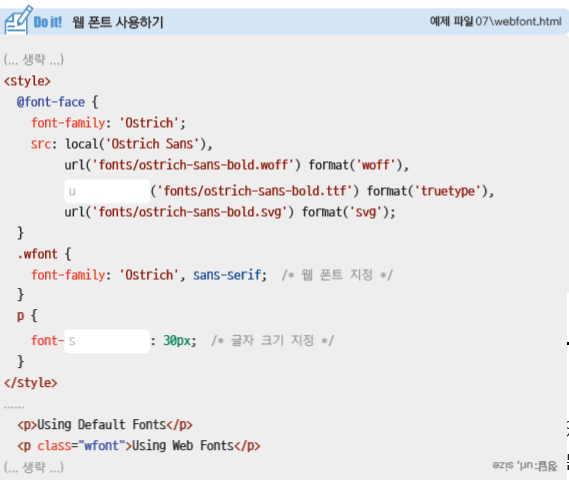 Do it! 웹 폰트 사용하기 예제 파일 07\webfont.html
(... 생략 ...)
<style>
@font-face {
font-family: 'Ostrich';
src: local('Ostrich Sans'),
url('fonts/ostrich-sans-bold.woff') format('woff'),
u ('fonts/ostrich-sans-bold.ttf') format('truetype'),
url('fonts/ostrich-sans-bold.svg') format('svg');
}
.wfont {
font-family: 'Ostrich', sans-serif; /* 웹 폰트 지정 */
}
p {
font-s : 30px; /* 글자 크기 지정 */
}
</style>
......
<p>Using Default Fonts</p>
<p class="wfont">Using Web Fonts</p>
(... 생략 ...) 정답: url, size